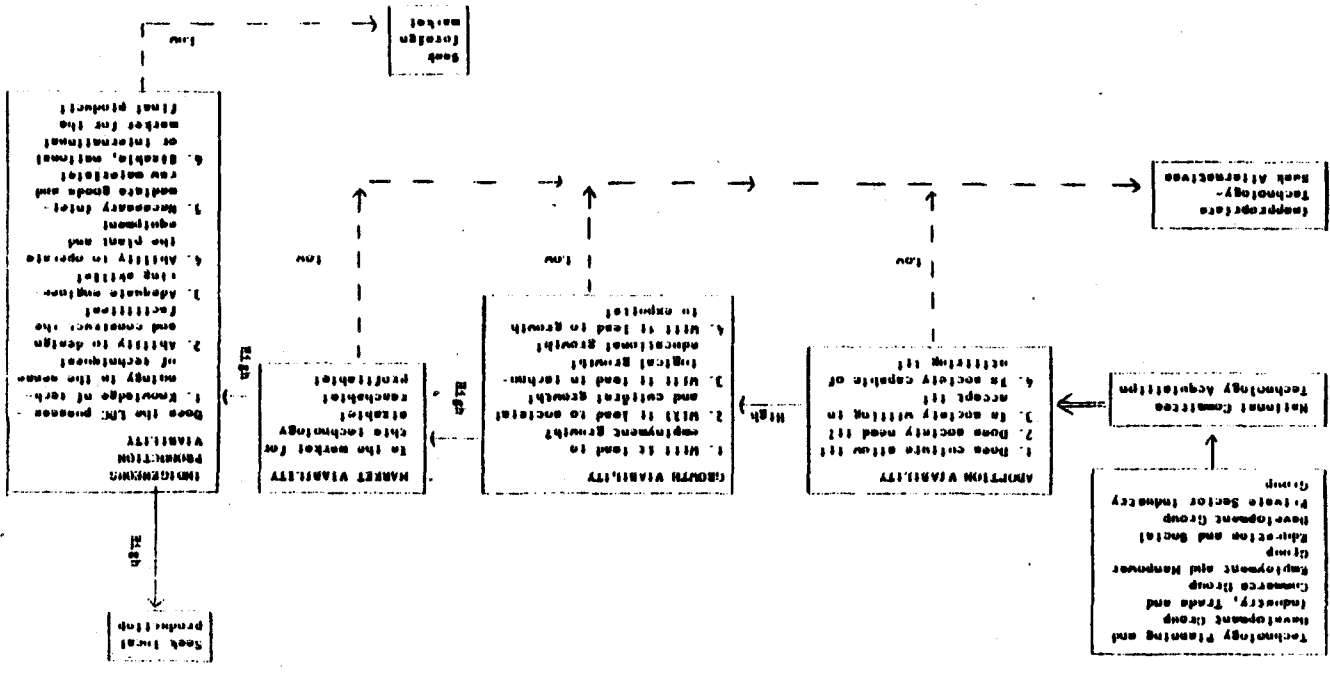 Technology Planning and
Development Group
Industry, Trade and
Commerce Group
Employment and Manpower
Group
Education and Social
Development Group
Private Sector Industry
Group
National Committee
Technology Acquisition
Inappropriate
Technology-
Seek Alternatives
ADOPTION VIABILITY
1. Does culture allow it?
2. Does society need it?
3. Is society willing to
accept it?
4. Is society capable of
utilizing it?
Low
High
GROWTH VIABILITY
1. Will it lead to
employment growth?
2. Will it lead to societal
and cultural growth?
3. Will it lead to techno-
logical growth?
educational growth?
4. Will it lead to growth
in exports?
Low
High
MARKET VIABILITY
Is the market for
this technology
sizable?
reachable?
profitable?
Low
High
INDIGENOUS
PRODUCTION
VIABILITY
Does the LDC possess -
1. Knowledge of tech-
nology in the sense
of techniques?
2. Ability to design
and construct the
facilities?
3. Adequate engineer-
ing skills?
4. Ability to operate
the plant and
equipment
5. Necessary inter-
mediate goods and
raw materials?
6. Sizable, national
or international
market for the
final product?
High
Seek local
production
Low
Seek
foreign
market